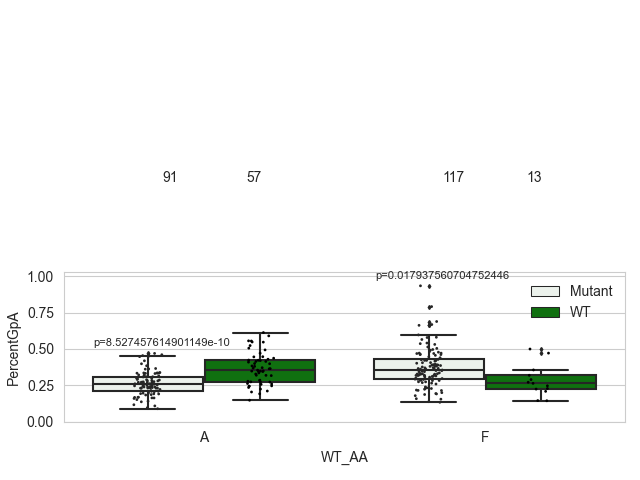 91 57 117 13
p=0.017937560704752446
1.00
Mutant
0.75
WT
p=8.527457614901149e-10
0.50
PercentGpA
0.25
0.00
A F
WT_AA